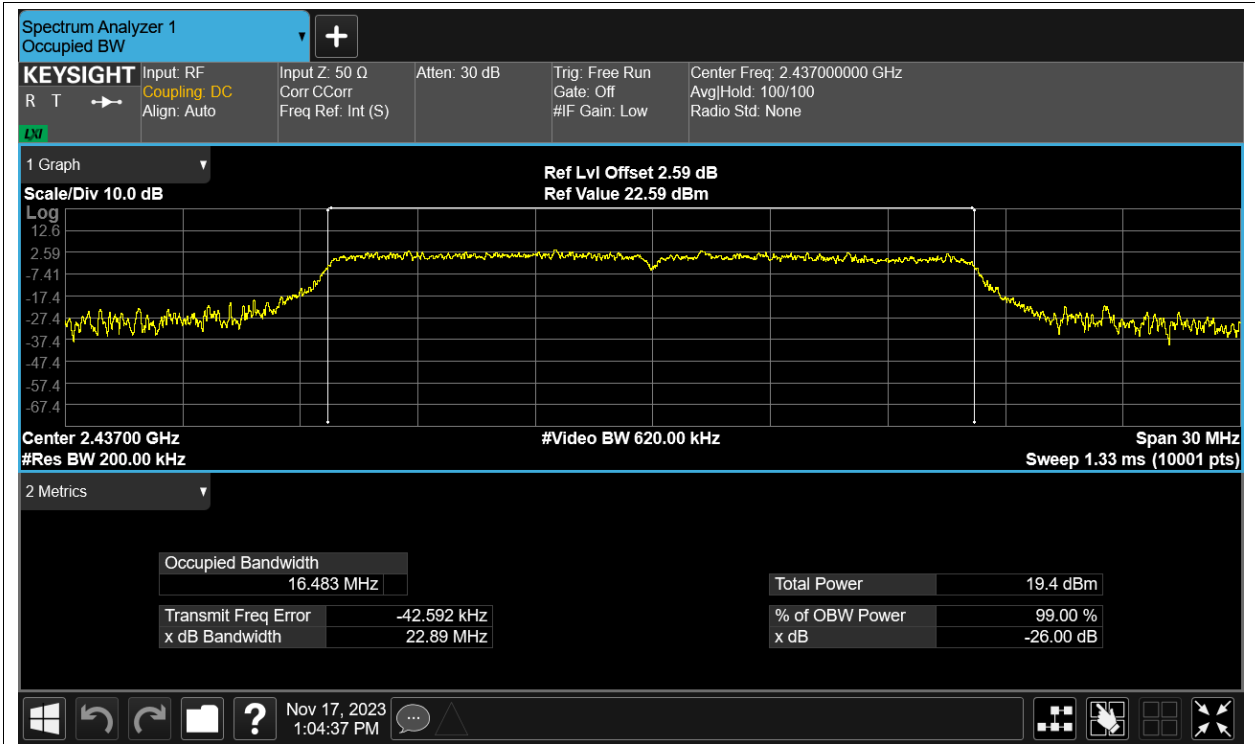 Spectrum Analyzer 1
Occupied BW
+
KEYSIGHT
R T
LXI
Input: RF
Coupling: DC
Align: Auto
Input Z: 50 Ω
Corr CCorr
Freq Ref: Int (S)
Atten: 30 dB
Trig: Free Run
Gate: Off
#IF Gain: Low
Center Freq: 2.437000000 GHz
Avg|Hold: 100/100
Radio Std: None
1 Graph
Scale/Div 10.0 dB
Ref Lvl Offset 2.59 dB
Ref Value 22.59 dBm
Log
12.6
2.59
-7.41
-17.4
-27.4
-37.4
-47.4
-57.4
-67.4
Center 2.43700 GHz
#Video BW 620.00 kHz
Span 30 MHz
#Res BW 200.00 kHz
Sweep 1.33 ms (10001 pts)
2 Metrics
Occupied Bandwidth
16.483 MHz
Total Power 19.4 dBm
Transmit Freq Error -42.592 kHz
% of OBW Power 99.00 %
x dB Bandwidth 22.89 MHz
x dB -26.00 dB
?
Nov 17, 2023
1:04:37 PM